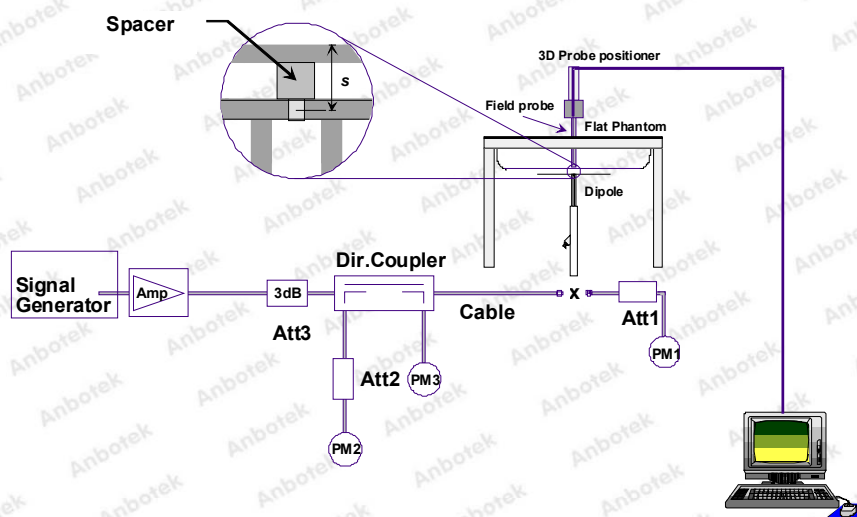 Spacer
s
3D Probe positioner
Field probe
Flat Phantom
Dipole
Signal
Generator
Amp
3dB
Att3
Dir.Coupler
Cable
x
Att1
PM1
Att2
PM3
PM2
Anbotek